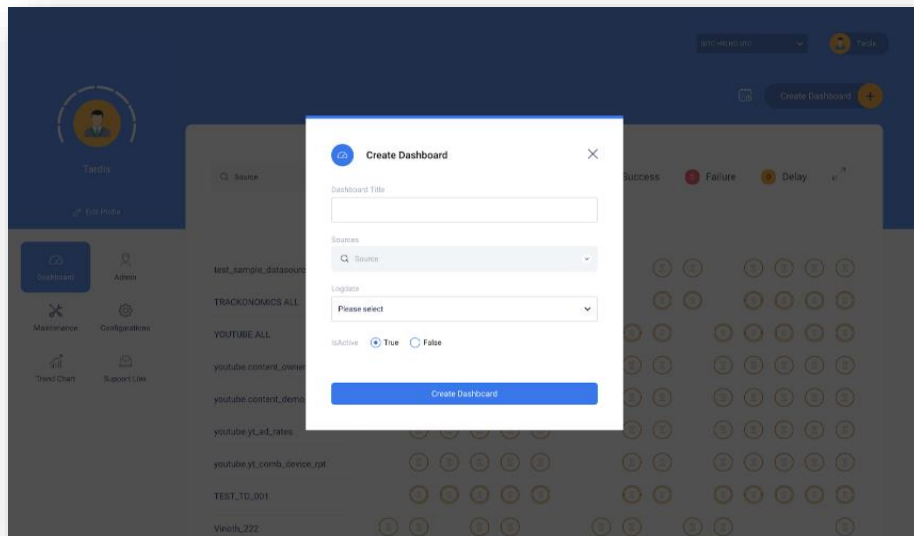 Tardis
Create Dashboard
Create Dashboard
Tardis
Source
Success
Failure
Delay
Edit Photo
Dashboard Title
Sources
Source
Logdate
Please select
IsActive
True
False
Create Dashboard
Dashboard
Admin
Maintenance
Configurations
Trend Chart
Support Link
test_sample_datasourc
TRACKONOMICS ALL
YOUTUBE ALL
youtube.content_owner
youtube.content_demo
youtube.yt_ad_rates
youtube.yt_comb_device_rpt
TEST_TD_001
Vinoth_222